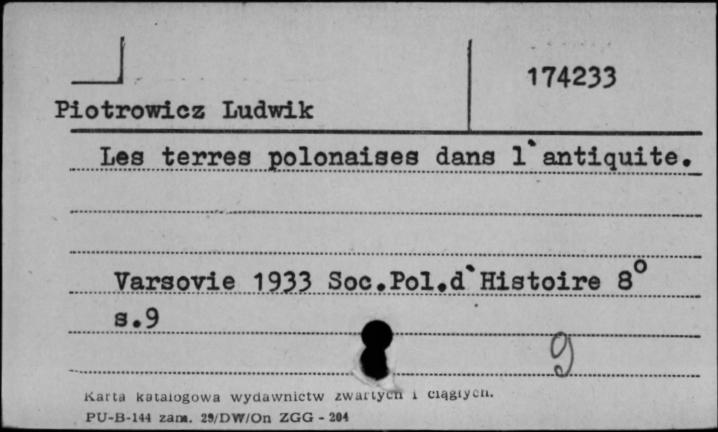 174233
Piotrowicz Ludwik
Les terres polonaises dans l`antiquite.
Varsovie 1933 Soc.Pol.d`Histoire 8°
s.9
9
Karta katalogowa wydawnictw zwartych i ciągłych.
PU-B-144 zam. 29/DW/On ZGG - 204